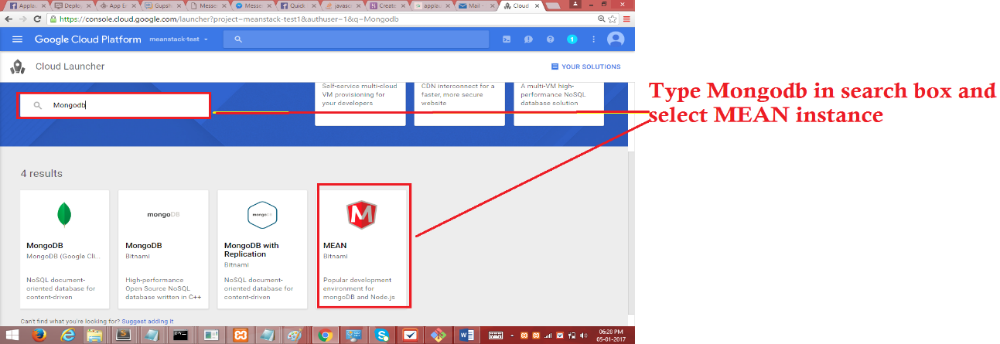 Applau
Deplo
App E
Gupsh
Messe
Messe
Quick
javasc
Create
applau
Mail -
Cloud
https://console.cloud.google.com/launcher?project=meanstack-test1&authuser=1&q=Mongodb
Google Cloud Platform
meanstack-test
1
Cloud Launcher
YOUR SOLUTIONS
Self-service multi-cloud
VM provisioning for
your developers
CDN interconnect for a
faster, more secure
website
A multi-VM high-
performance NoSQL
database solution
Mongodb
Type Mongodb in search box and
select MEAN instance
4 results
MongoDB
MongoDB (Google Cli...
NoSQL document-
oriented database for
content-driven
mongoDB
MongoDB
Bitnami
High-performance
Open Source NoSQL
database written in C++
mongoDB
MongoDB with
Replication
Bitnami
NoSQL document-
oriented database for
content-driven
M
MEAN
Bitnami
Popular development
environment for
mongoDB and Node.js
Can't find what you're looking for? Suggest adding it
06:28 PM
05-01-2017